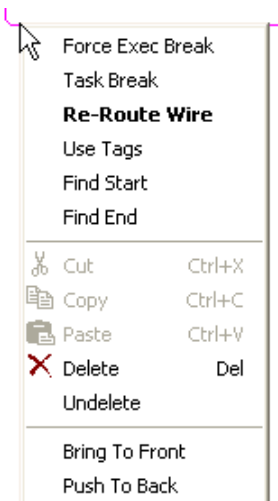 Force Exec Break
Task Break
Re-Route Wire
Use Tags
Find Start
Find End
Cut Ctrl+X
Copy Ctrl+C
Paste Ctrl+V
Delete Del
Undelete
Bring To Front
Push To Back